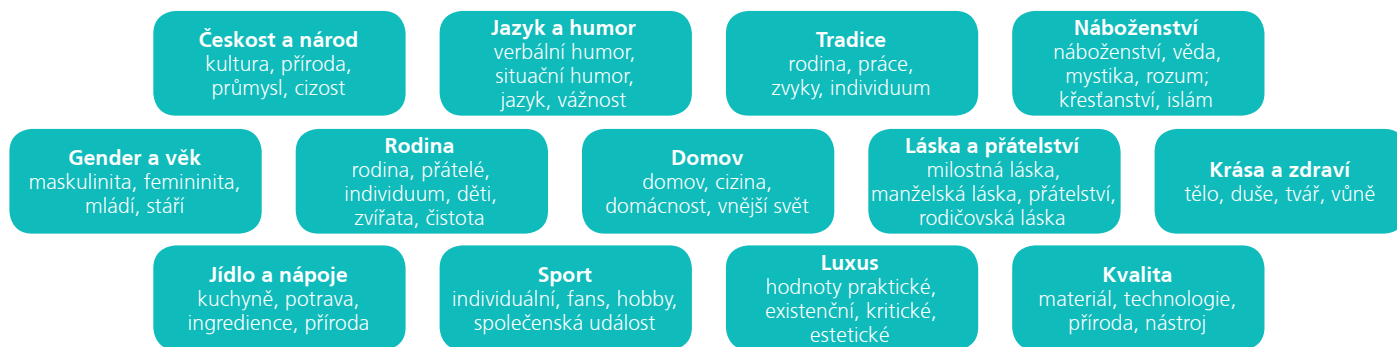 Českost a národ
kultura, příroda,
průmysl, cizost
Jazyk a humor
verbální humor,
situační humor,
jazyk, vážnost
Tradice
rodina, práce,
zvyky, individuum
Náboženství
náboženství, věda,
mystika, rozum;
křesťanství, islám
Gender a věk
maskulinita, femininita,
mládí, stáří
Rodina
rodina, přátelé,
individuum, děti,
zvířata, čistota
Domov
domov, cizina,
domácnost, vnější svět
Láska a přátelství
milostná láska,
manželská láska, přátelství,
rodičovská láska
Krása a zdraví
tělo, duše, tvář, vůně
Jídlo a nápoje
kuchyně, potrava,
ingredience, příroda
Sport
individuální, fans, hobby,
společenská událost
Luxus
hodnoty praktické,
existenční, kritické,
estetické
Kvalita
materiál, technologie,
příroda, nástroj